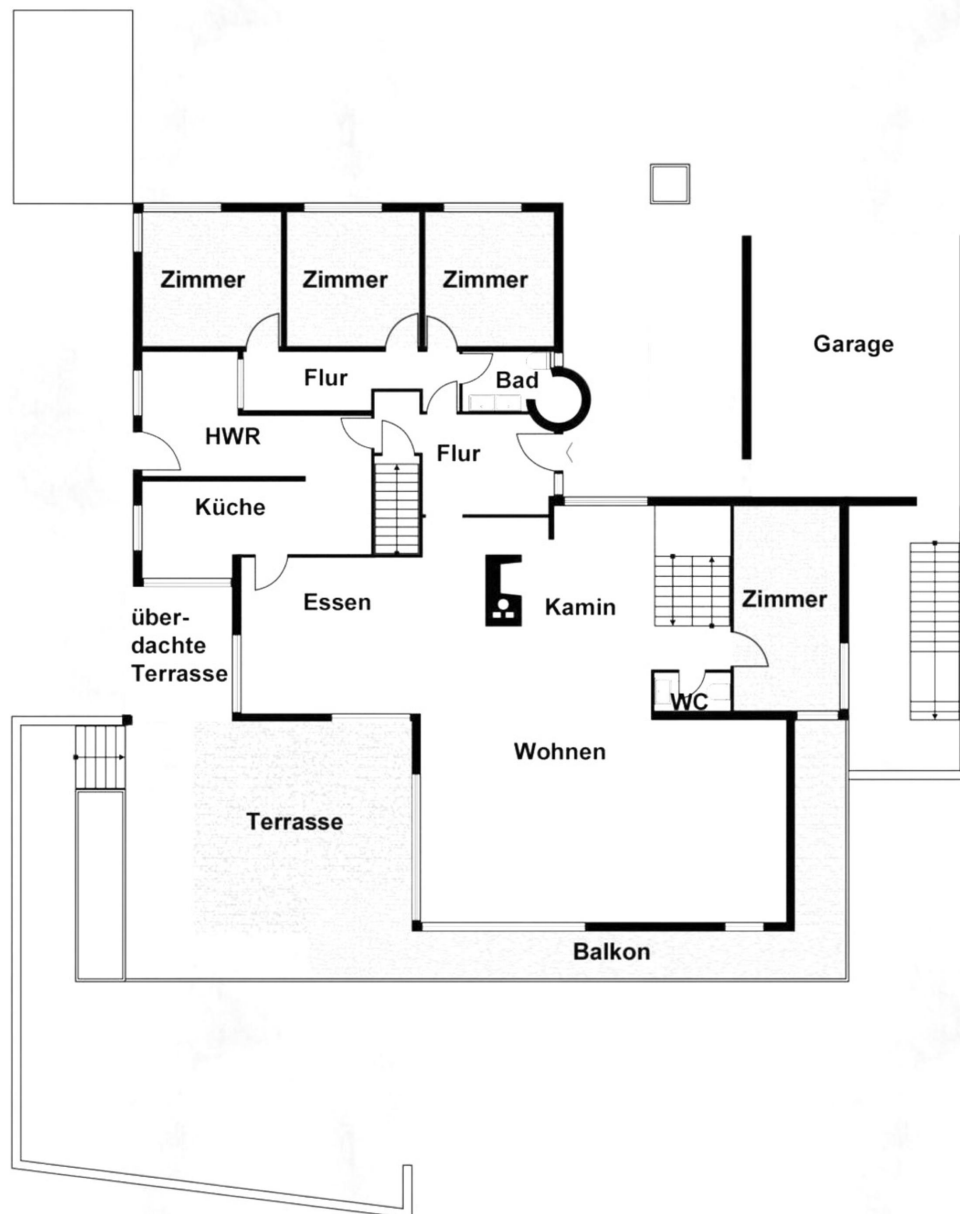 Zimmer
Zimmer
Zimmer
Garage
Flur
Bad
HWR
Flur
Küche
Essen
Kamin
Zimmer
über-
dachte
Terrasse
WC
Wohnen
Terrasse
Balkon